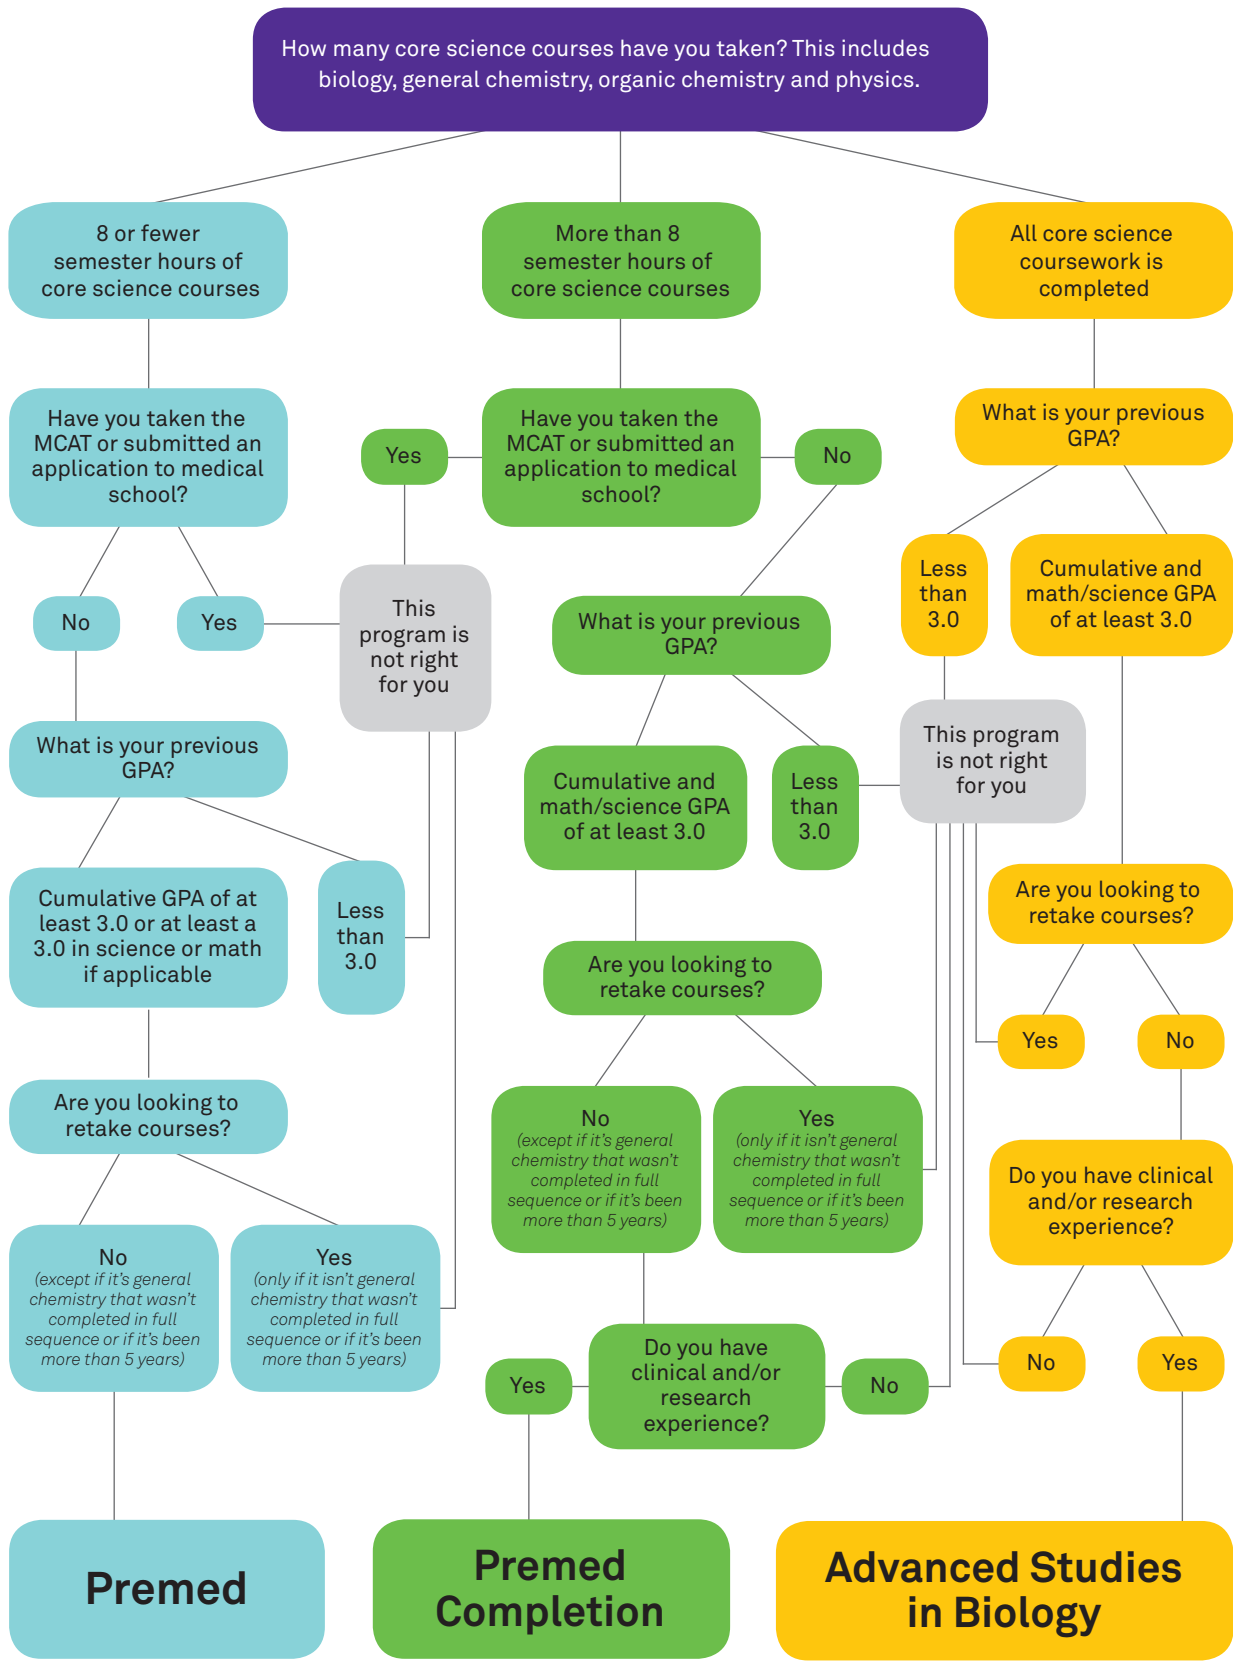 How many core science courses have you taken? This includes
biology, general chemistry, organic chemistry and physics.
8 or fewer
semester hours of
core science courses
More than 8
semester hours of
core science courses
All core science
coursework is
completed
Have you taken the
MCAT or submitted an
application to medical
school?
Yes
Have you taken the
MCAT or submitted an
application to medical
school?
No
What is your previous
GPA?
Less
than
3.0
Cumulative and
math/science GPA
of at least 3.0
No
Yes
This
program is
not right
for you
What is your previous
GPA?
This program
is not right
for you
What is your previous
GPA?
Cumulative and
math/science GPA
of at least 3.0
Less
than
3.0
Cumulative GPA of at
least 3.0 or at least a
3.0 in science or math
if applicable
Less
than
3.0
Are you looking to
retake courses?
Are you looking to
retake courses?
Yes
No
Are you looking to
retake courses?
No
(except if it's general
chemistry that wasn't
completed in full
sequence or if it's been
more than 5 years)
Yes
(only if it isn't general
chemistry that wasn't
completed in full
sequence or if it's been
more than 5 years)
Do you have clinical
and/or research
experience?
No
(except if it's general
chemistry that wasn't
completed in full
sequence or if it's been
more than 5 years)
Yes
(only if it isn't general
chemistry that wasn't
completed in full
sequence or if it's been
more than 5 years)
Yes
Do you have
clinical and/or
research
experience?
No
No
Yes
Premed
Premed
Completion
Advanced Studies
in Biology